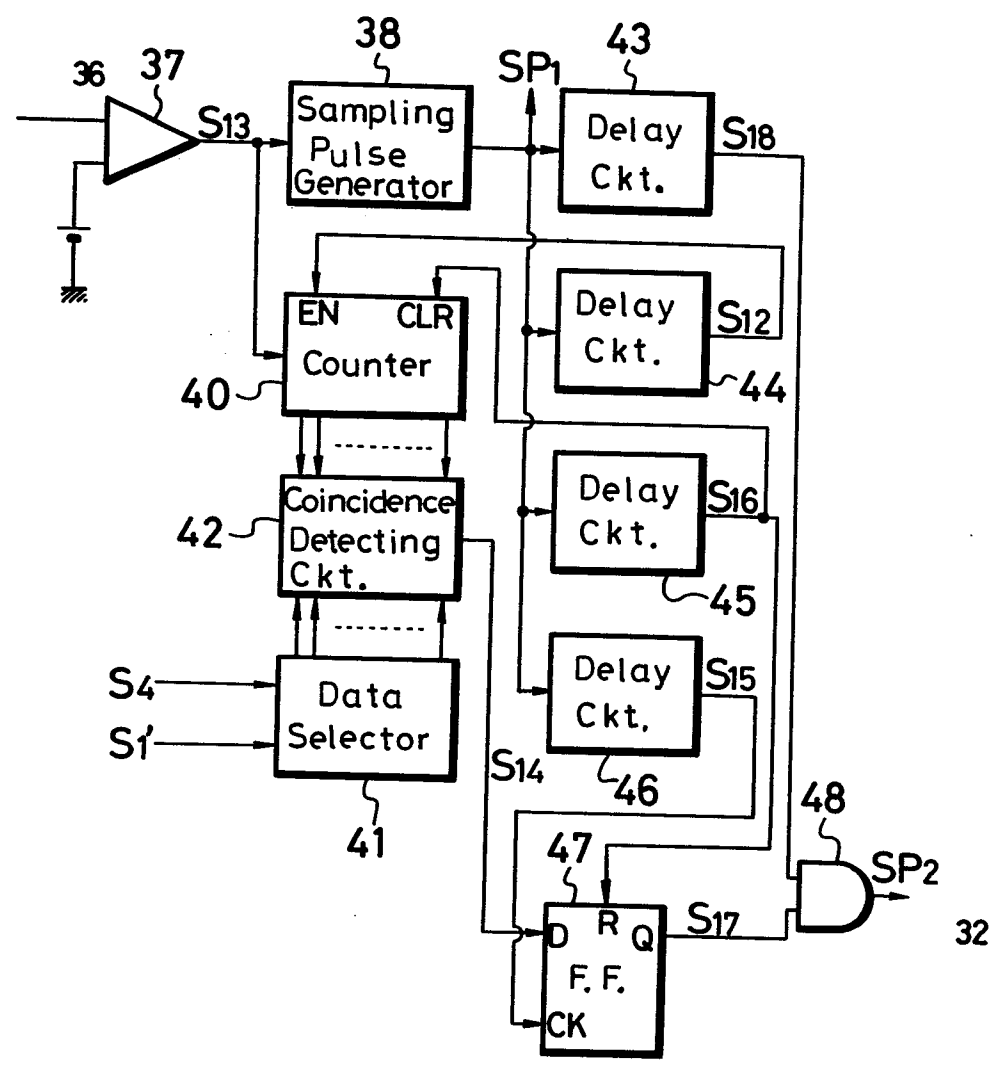 38
43
36
37
SP1
S13
Sampling
Pulse
Generator
Delay
Ckt.
S18
EN
CLR
Counter
40
Delay
Ckt.
S12
44
Coincidence
Detecting
Ckt.
42
Delay
Ckt.
S16
45
S4
S1'
Data
Selector
41
Delay
Ckt.
S15
46
S14
47
48
SP2
D
R
Q
F. F.
CK
S17
32